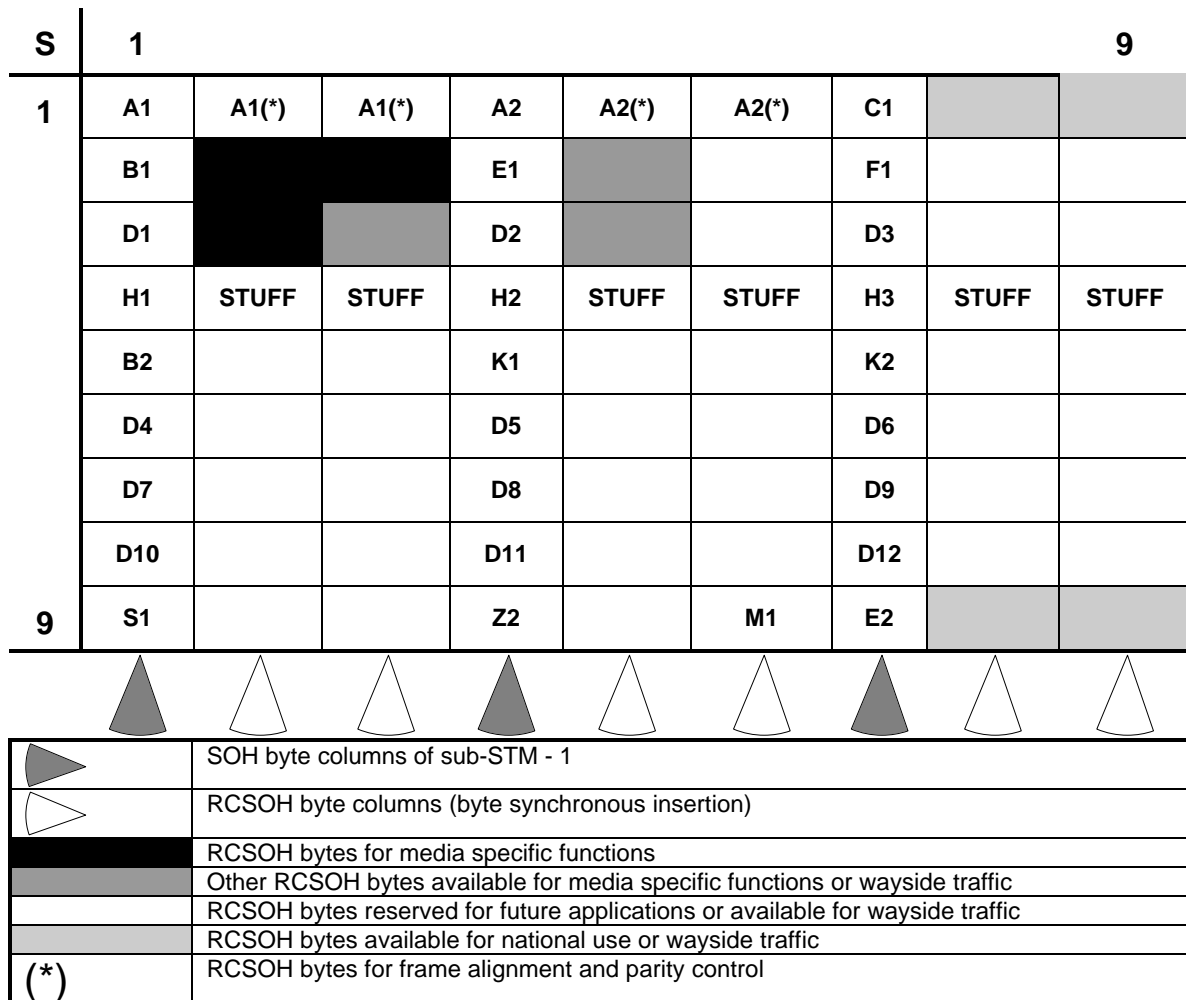 S 1 9
1 A1 A1(*) A1(*) A2 A2(*) A2(*) C1
B1 E1 F1
D1 D2 D3
H1 STUFF STUFF H2 STUFF STUFF H3 STUFF STUFF
B2 K1 K2
D4 D5 D6
D7 D8 D9
D10 D11 D12
9 S1 Z2 M1 E2
SOH byte columns of sub-STM - 1
RCSOH byte columns (byte synchronous insertion)
RCSOH bytes for media specific functions
Other RCSOH bytes available for media specific functions or wayside traffic
RCSOH bytes reserved for future applications or available for wayside traffic
RCSOH bytes available for national use or wayside traffic
(*) RCSOH bytes for frame alignment and parity control